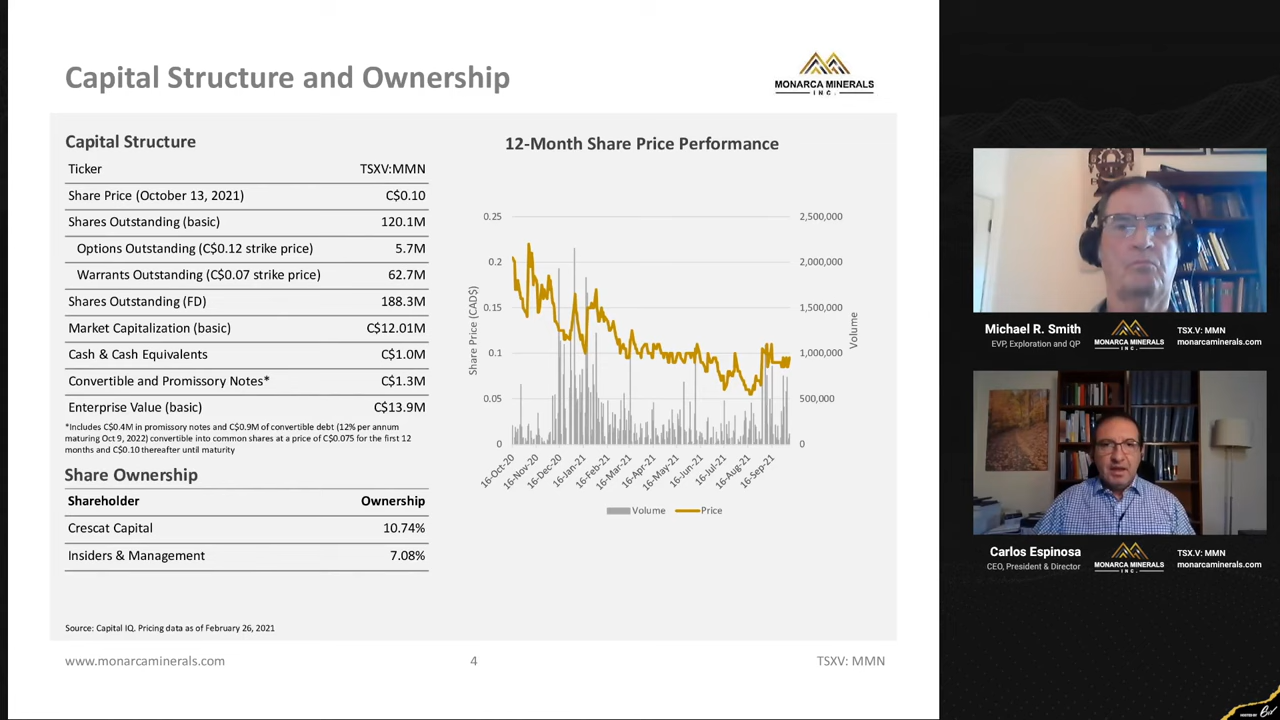 Capital Structure and Ownership
MONARCA MINERALS
INC.
Capital Structure
Ticker TSXV:MMN
Share Price (October 13, 2021) C$0.10
Shares Outstanding (basic) 120.1M
Options Outstanding (C$0.12 strike price) 5.7M
Warrants Outstanding (C$0.07 strike price) 62.7M
Shares Outstanding (FD) 188.3M
Market Capitalization (basic) C$12.01M
Cash & Cash Equivalents C$1.0M
Convertible and Promissory Notes* C$1.3M
Enterprise Value (basic) C$13.9M
*Includes C$0.4M in promissory notes and C$0.9M of convertible debt (12% per annum
maturing Oct 9, 2022) convertible into common shares at a price of C$0.075 for the first 12
months and C$0.10 thereafter until maturity
Share Ownership
Shareholder Ownership
Crescat Capital 10.74%
Insiders & Management 7.08%
Source: Capital IQ. Pricing data as of February 26, 2021
12-Month Share Price Performance
0.25 2,500,000
0.2 2,000,000
0.15 1,500,000
0.1 1,000,000
0.05 500,000
0 0
Share Price (CAD$)
Volume
16-Oct-20
16-Nov-20
16-Dec-20
16-Jan-21
16-Feb-21
16-Mar-21
16-Apr-21
16-May-21
16-Jun-21
16-Jul-21
16-Aug-21
16-Sep-21
Volume Price
www.monarcaminerals.com 4 TSXV: MMN
Michael R. Smith
EVP, Exploration and QP
MONARCA MINERALS
INC.
TSX.V: MMN
monarcaminerals.com
Carlos Espinosa
CEO, President & Director
MONARCA MINERALS
INC.
TSX.V: MMN
monarcaminerals.com
HOSTED BY